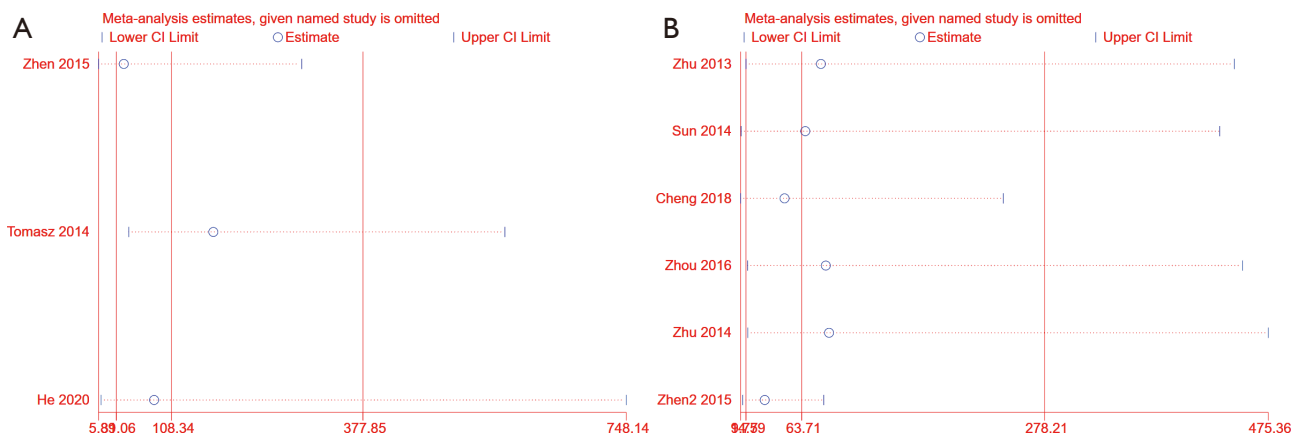 A
Meta-analysis estimates, given named study is omitted
Lower CI Limit Estimate Upper CI Limit
Zhen 2015
Tomasz 2014
He 2020
108.34 377.85 748.14
B
Meta-analysis estimates, given named study is omitted
Lower CI Limit Estimate Upper CI Limit
Zhu 2013
Sun 2014
Cheng 2018
Zhou 2016
Zhu 2014
Zhen2 2015
63.71 278.21 475.36